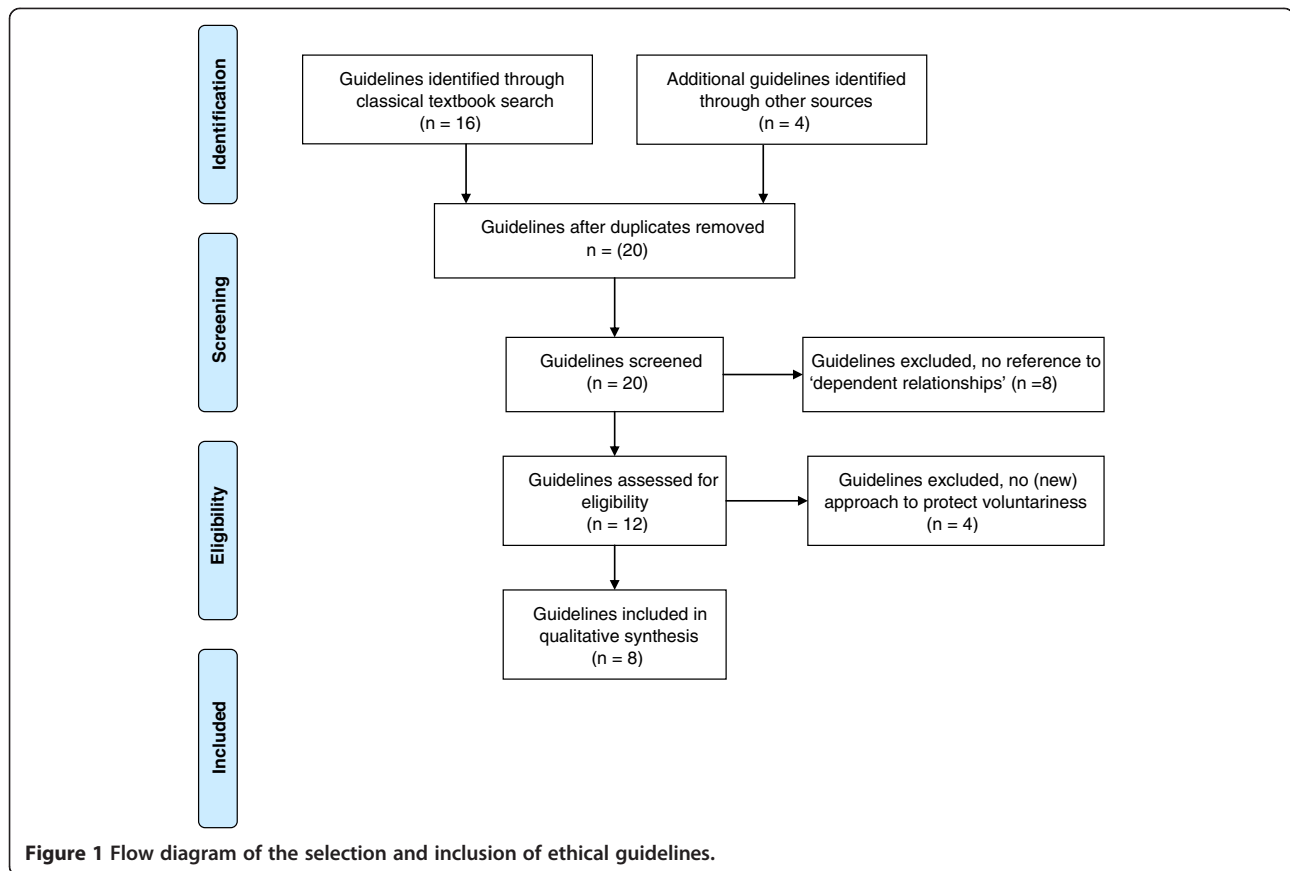 Identification
Guidelines identified through
classical textbook search
(n = 16)
Additional guidelines identified
through other sources
(n = 4)
Guidelines after duplicates removed
n = (20)
Screening
Guidelines screened
(n = 20)
Guidelines excluded, no reference to
‘dependent relationships’ (n =8)
Eligibility
Guidelines assessed for
eligibility
(n = 12)
Guidelines excluded, no (new)
approach to protect voluntariness
(n = 4)
Guidelines included in
qualitative synthesis
(n = 8)
Included
Figure 1 Flow diagram of the selection and inclusion of ethical guidelines.